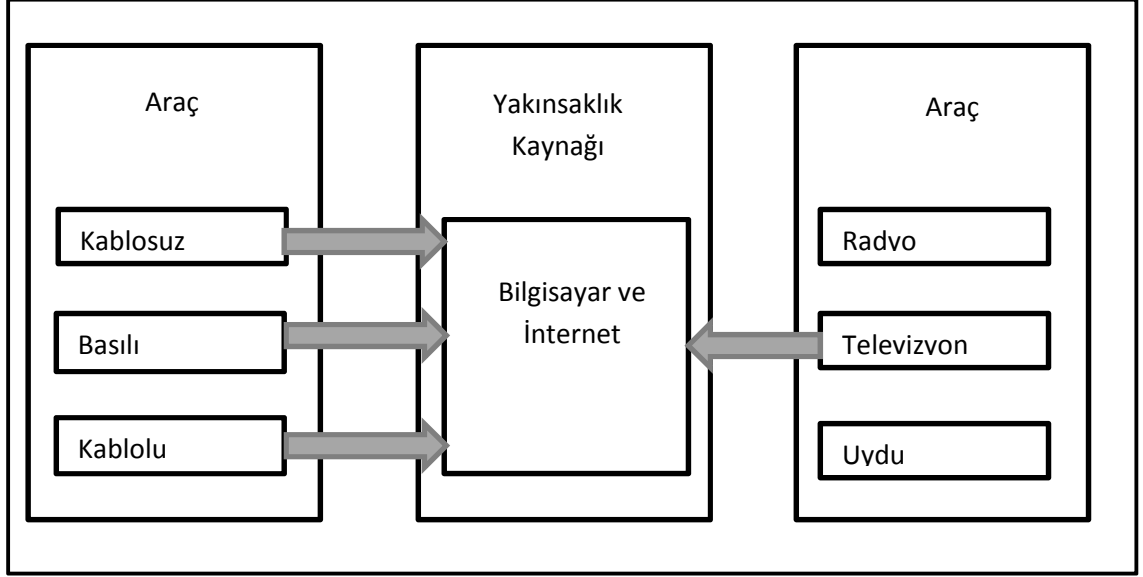 Araç
Kablosuz
Basılı
Kablolu
Yakınsaklık
Kaynağı
Bilgisayar ve
İnternet
Araç
Radyo
Televizyon
Uydu